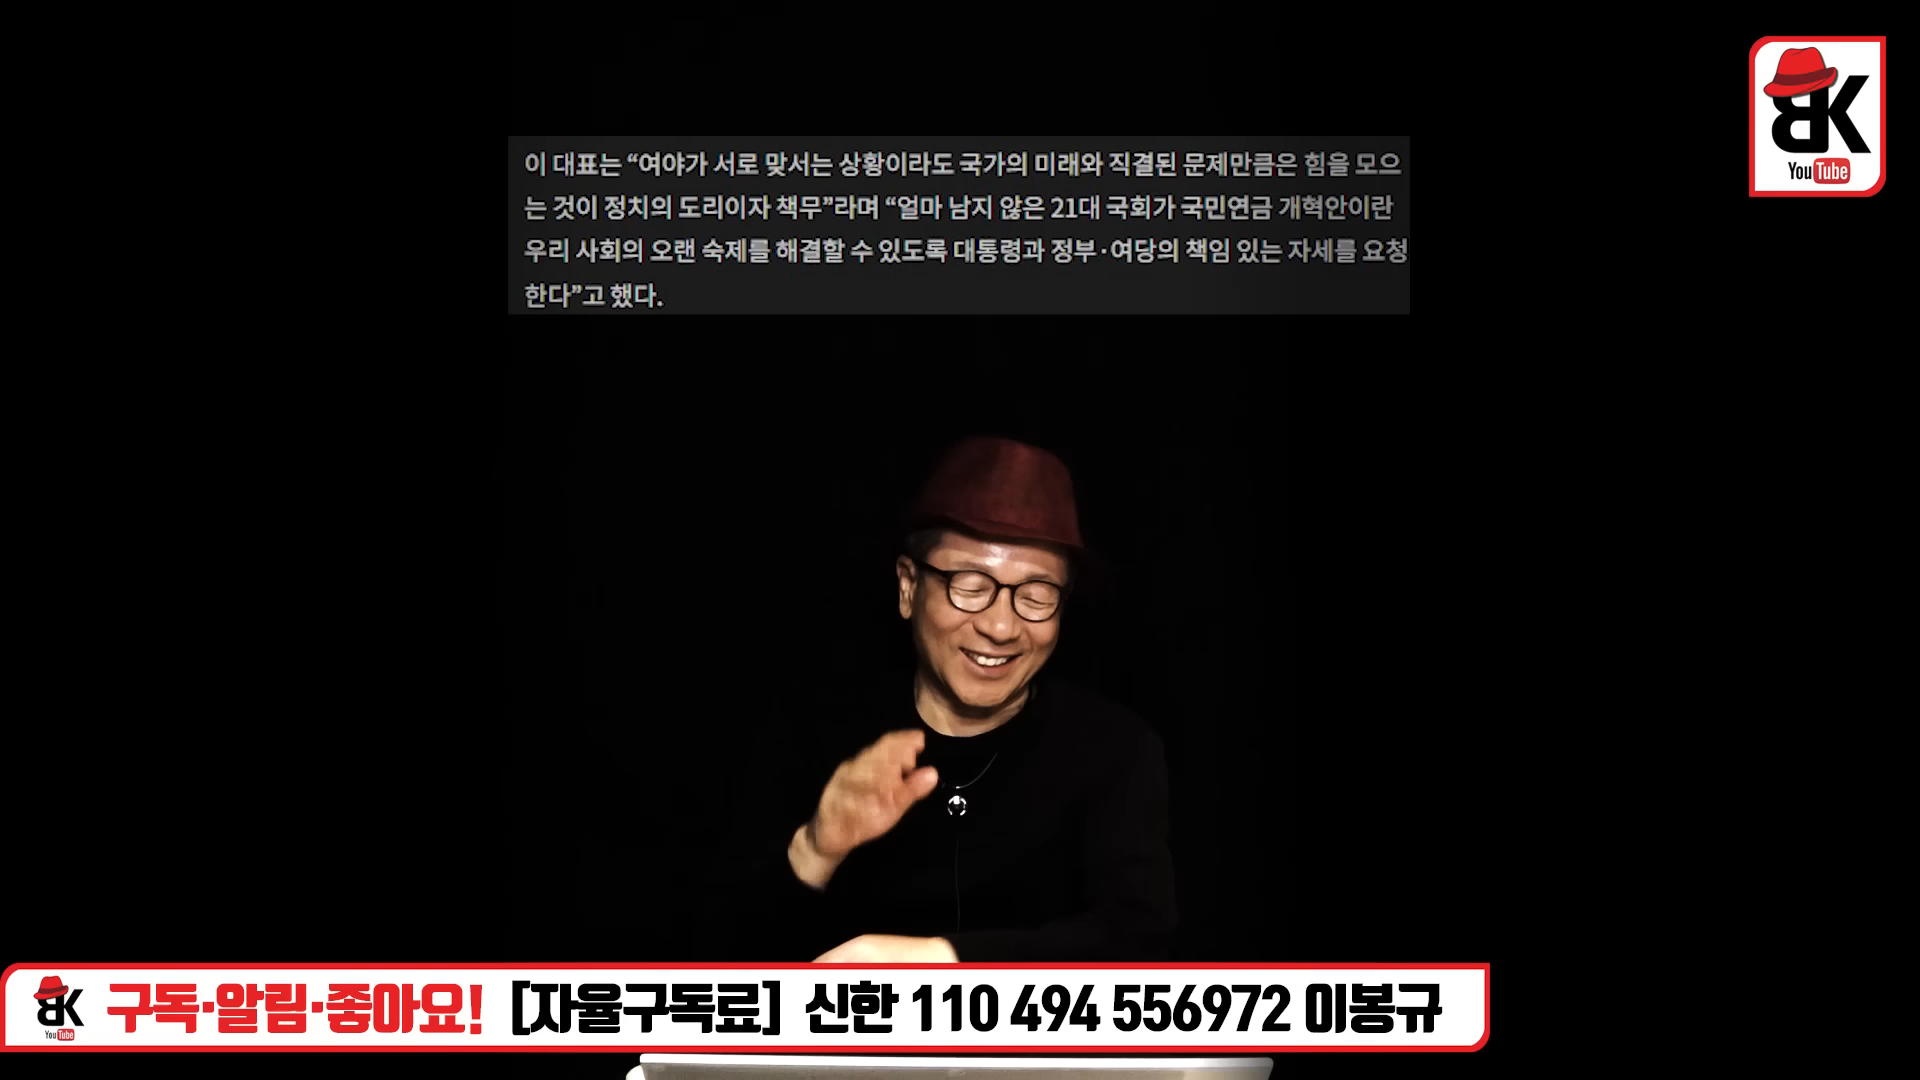 BK
YouTube
이 대표는 “여야가 서로 맞서는 상황이라도 국가의 미래와 직결된 문제만큼은 힘을 모으
는 것이 정치의 도리이자 책무”라며 “얼마 남지 않은 21대 국회가 국민연금 개혁안이란
우리 사회의 오랜 숙제를 해결할 수 있도록 대통령과 정부·여당의 책임 있는 자세를 요청
한다”고 했다.
BK
YouTube
구독·알림·좋아요! [자율구독료] 신한 110 494 556972 이봉규